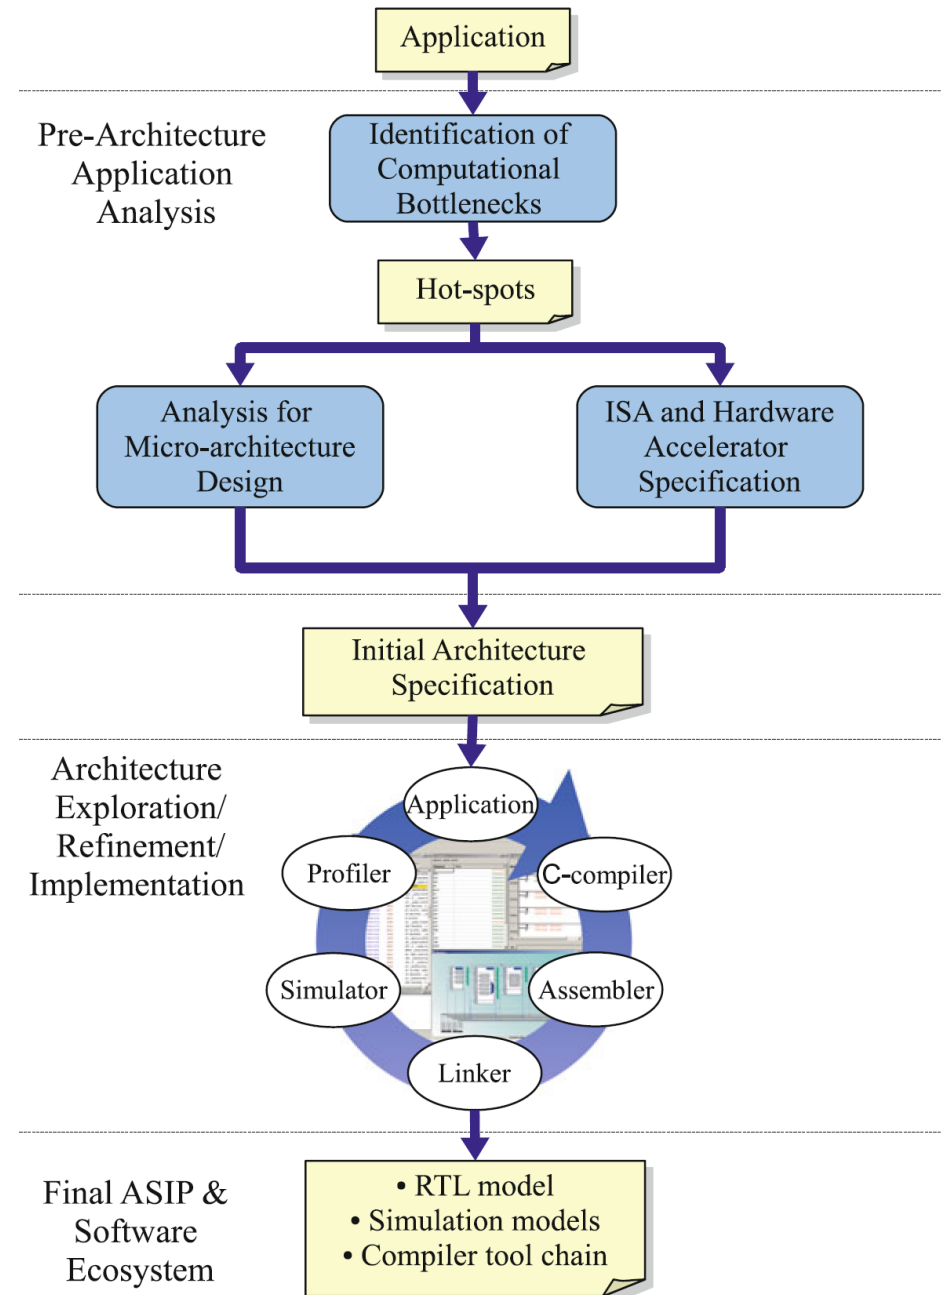 Application
Pre-Architecture
Application
Analysis
Identification of
Computational
Bottlenecks
Hot-spots
Analysis for
Micro-architecture
Design
ISA and Hardware
Accelerator
Specification
Initial Architecture
Specification
Architecture
Exploration/
Refinement/
Implementation
Application
Profiler
C-compiler
Simulator
Assembler
Linker
Final ASIP &
Software
Ecosystem
• RTL model
• Simulation models
• Compiler tool chain